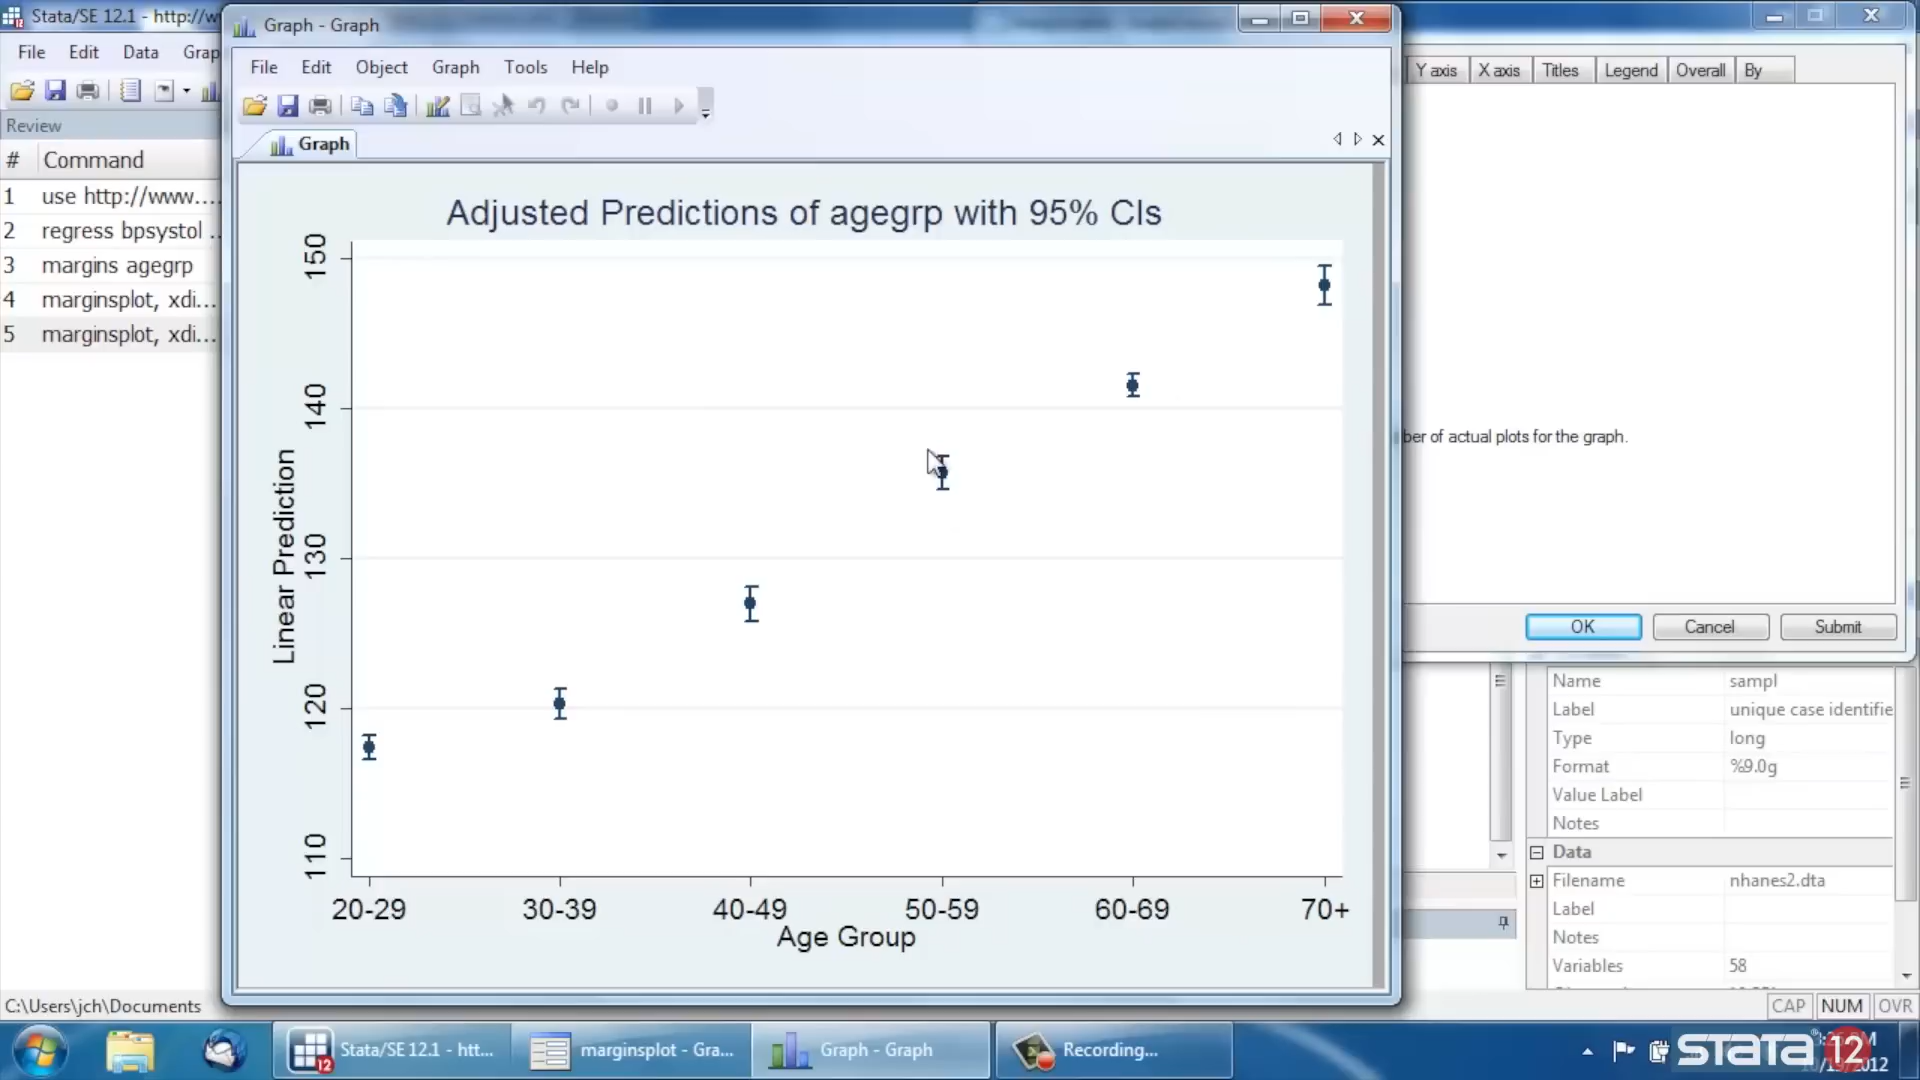 Stata/SE 12.1 - http://w
File Edit Data Grap
Review
# Command
1 use http://www....
2 regress bpsystol ..
3 margins agegrp
4 marginsplot, xdi...
5 marginsplot, xdi...
Graph - Graph
File Edit Object Graph Tools Help
Graph
Adjusted Predictions of agegrp with 95% CIs
Linear Prediction
150
140
130
120
110
20-29 30-39 40-49 50-59 60-69 70+
Age Group
Y axis X axis Titles Legend Overall By
ber of actual plots for the graph.
OK Cancel Submit
Name sampl
Label unique case identifie
Type long
Format %9.0g
Value Label
Notes
Data
Filename nhanes2.dta
Label
Notes
Variables 58
C:\Users\jch\Documents
CAP NUM OVR
Stata/SE 12.1 - htt...
marginsplot - Gra...
Graph - Graph
Recording...
stata 12